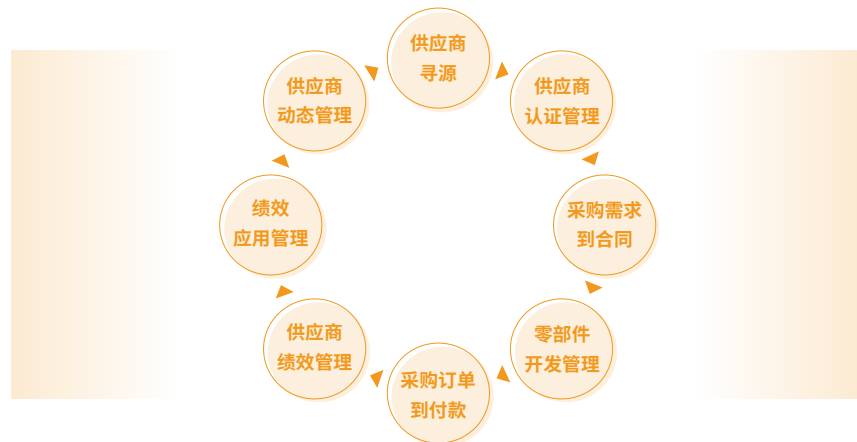 供应商
寻源
供应商
认证管理
采购需求
到合同
零部件
开发管理
采购订单
到付款
供应商
绩效管理
绩效
应用管理
供应商
动态管理